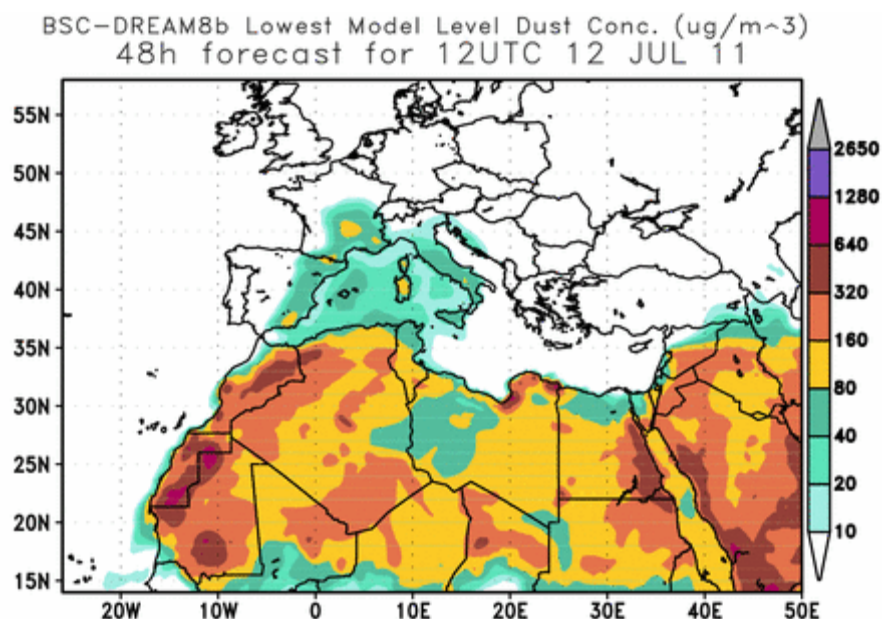 BSC-DREAM8b Lowest Model Level Dust Conc. (ug/m^3)
48h forecast for 12UTC 12 JUL 11
55N
50N
45N
40N
35N
30N
25N
20N
15N
20W 10W 0 10E 20E 30E 40E 50E
2650
1280
640
320
160
80
40
20
10